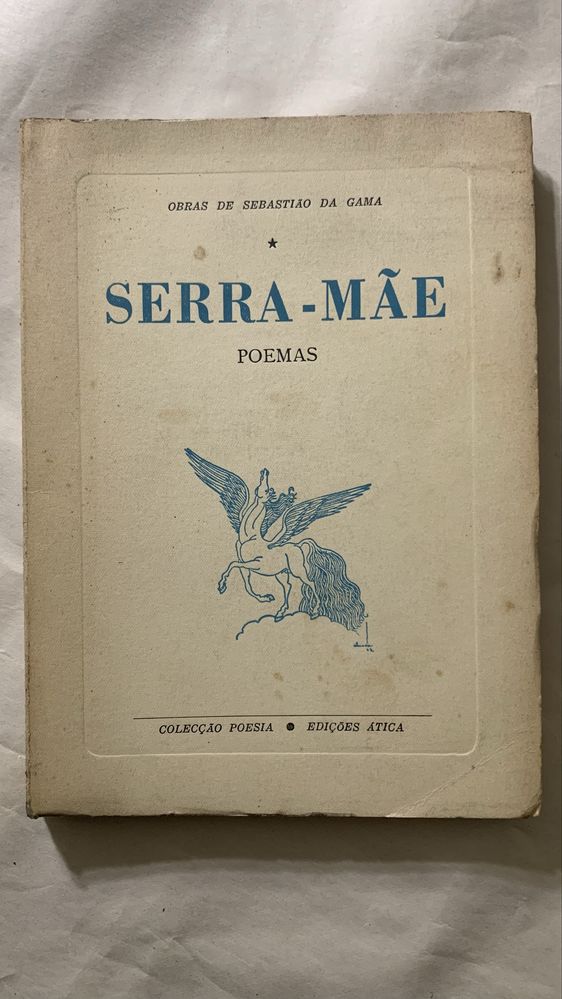 OBRAS DE SEBASTIÃO DA GAMA
SERRA-MÃE
POEMAS
COLECÇÃO POESIA ● EDIÇÕES ÁTICA